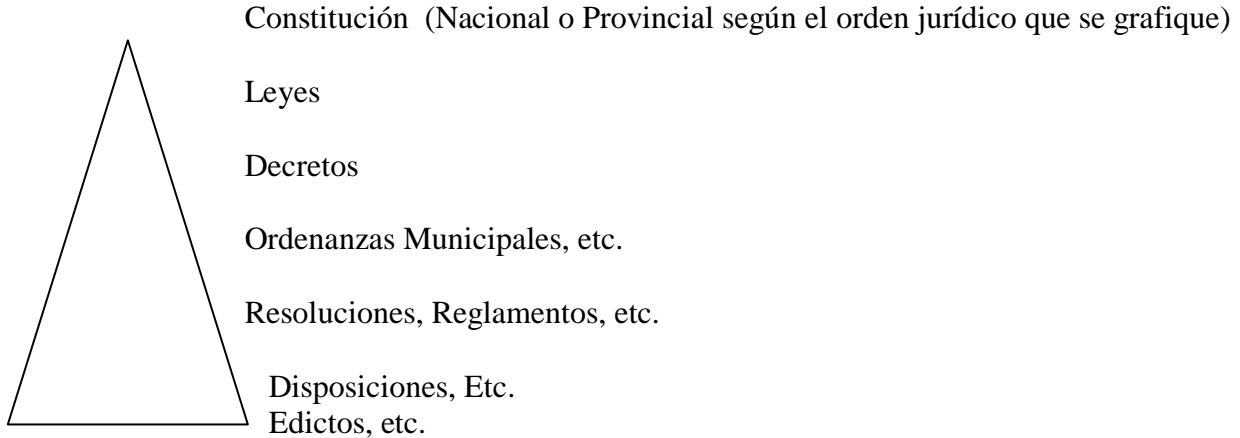 Constitución  (Nacional o Provincial según el orden jurídico que se grafique)
Leyes
Decretos
Ordenanzas Municipales, etc.
Resoluciones, Reglamentos, etc.
Disposiciones, Etc.
Edictos, etc.